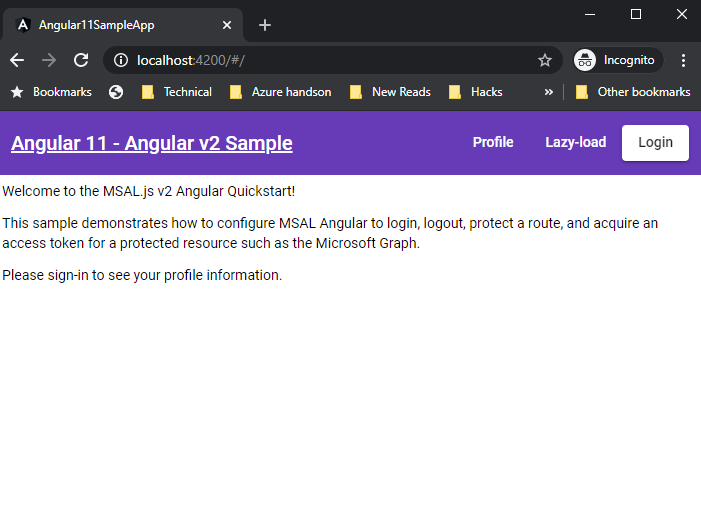 Angular11SampleApp
localhost:4200/#/
Incognito
Bookmarks Technical Azure handson New Reads Hacks » Other bookmarks
Angular 11 - Angular v2 Sample Profile Lazy-load Login
Welcome to the MSAL.js v2 Angular Quickstart!
This sample demonstrates how to configure MSAL Angular to login, logout, protect a route, and acquire an
access token for a protected resource such as the Microsoft Graph.
Please sign-in to see your profile information.